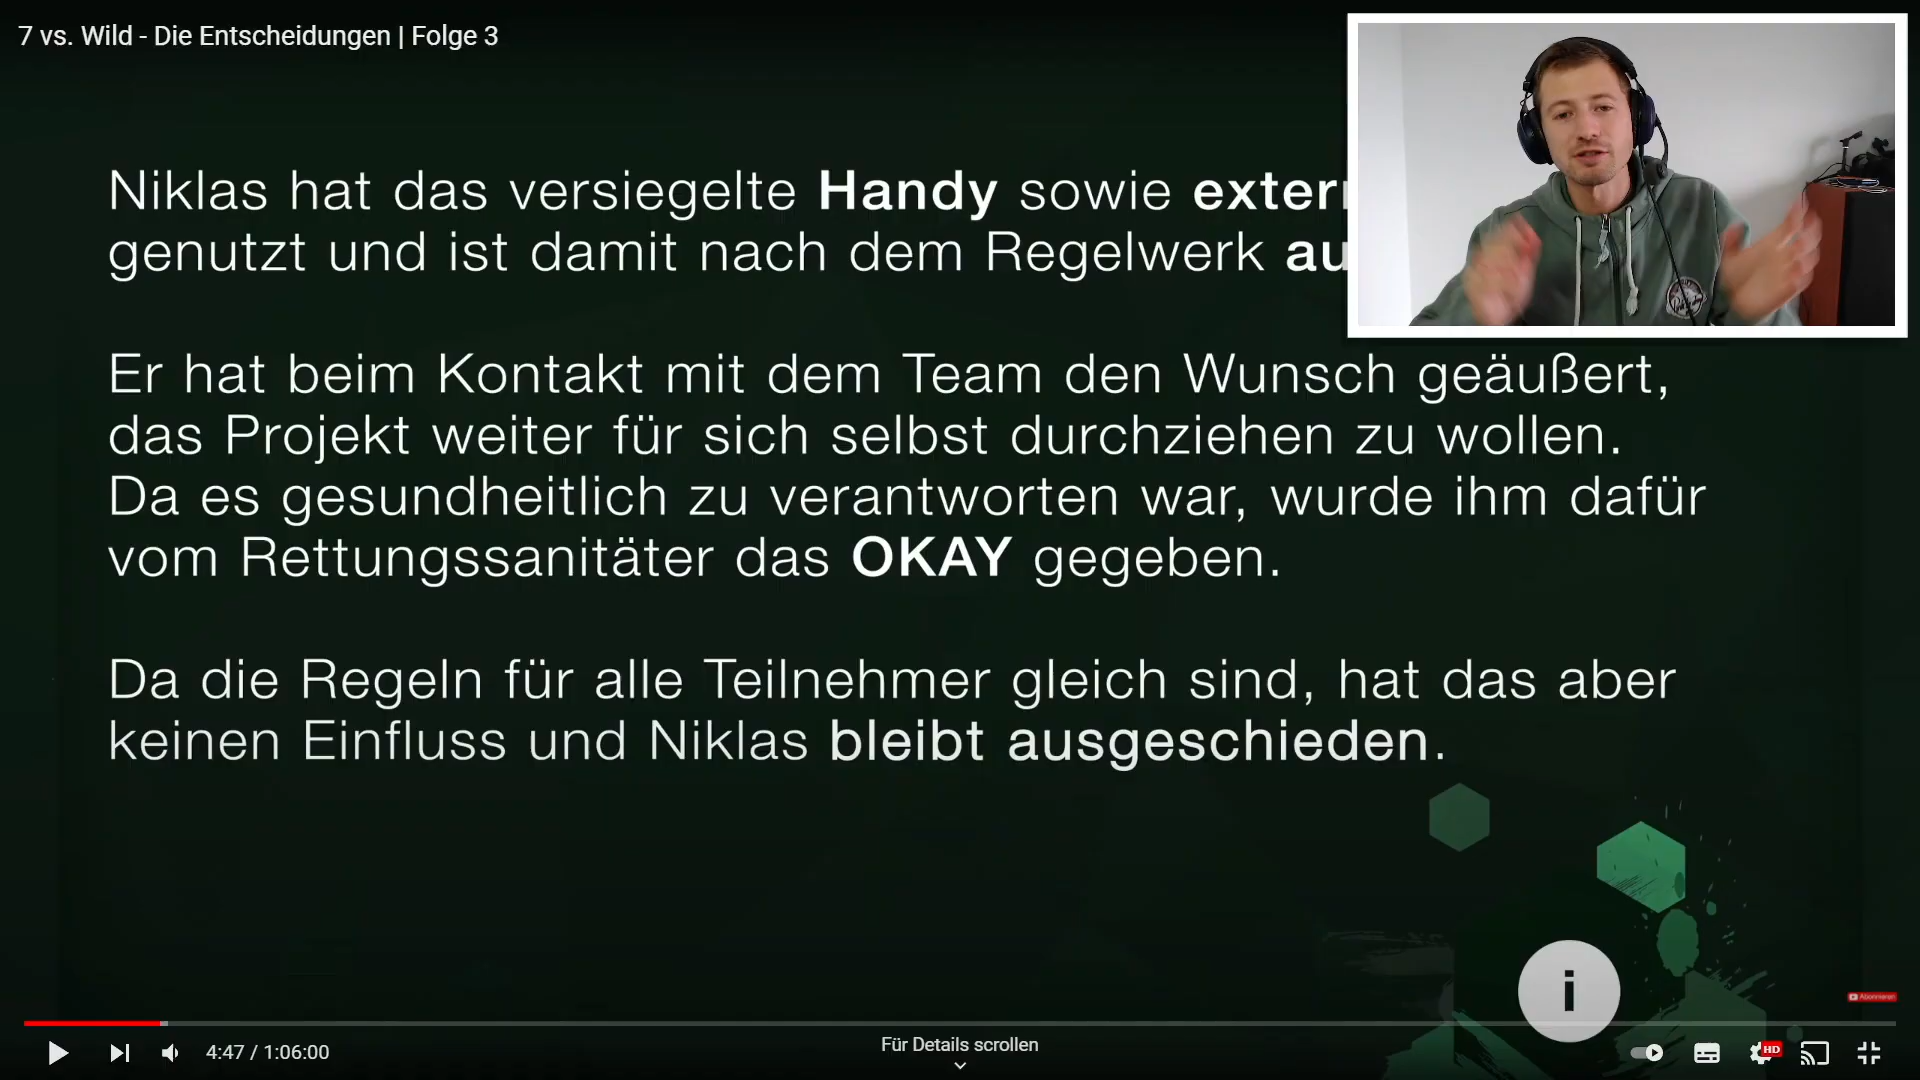 7 vs. Wild - Die Entscheidungen | Folge 3
Niklas hat das versiegelte Handy sowie
genutzt und ist damit nach dem Regelwerk
Er hat beim Kontakt mit dem Team den Wunsch geäußert,
das Projekt weiter für sich selbst durchziehen zu wollen.
Da es gesundheitlich zu verantworten war, wurde ihm dafür
vom Rettungssanitäter das OKAY gegeben.
Da die Regeln für alle Teilnehmer gleich sind, hat das aber
keinen Einfluss und Niklas bleibt ausgeschieden.
i
Abonnieren
4:47 / 1:06:00
Für Details scrollen
HD